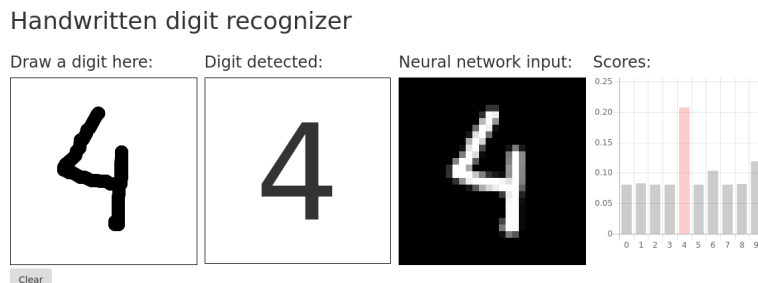 Handwritten digit recognizer
Draw a digit here:
4
Clear
Digit detected:
4
Neural network input:
4
Scores:
0.25
0.20
0.15
0.10
0.05
0
0 1 2 3 4 5 6 7 8 9